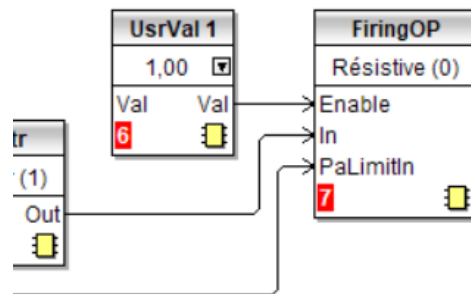 UsrVal 1
1,00
Val Val
6
FiringOP
Résistive (0)
Enable
In
PaLimitIn
7
tr
(1)
Out